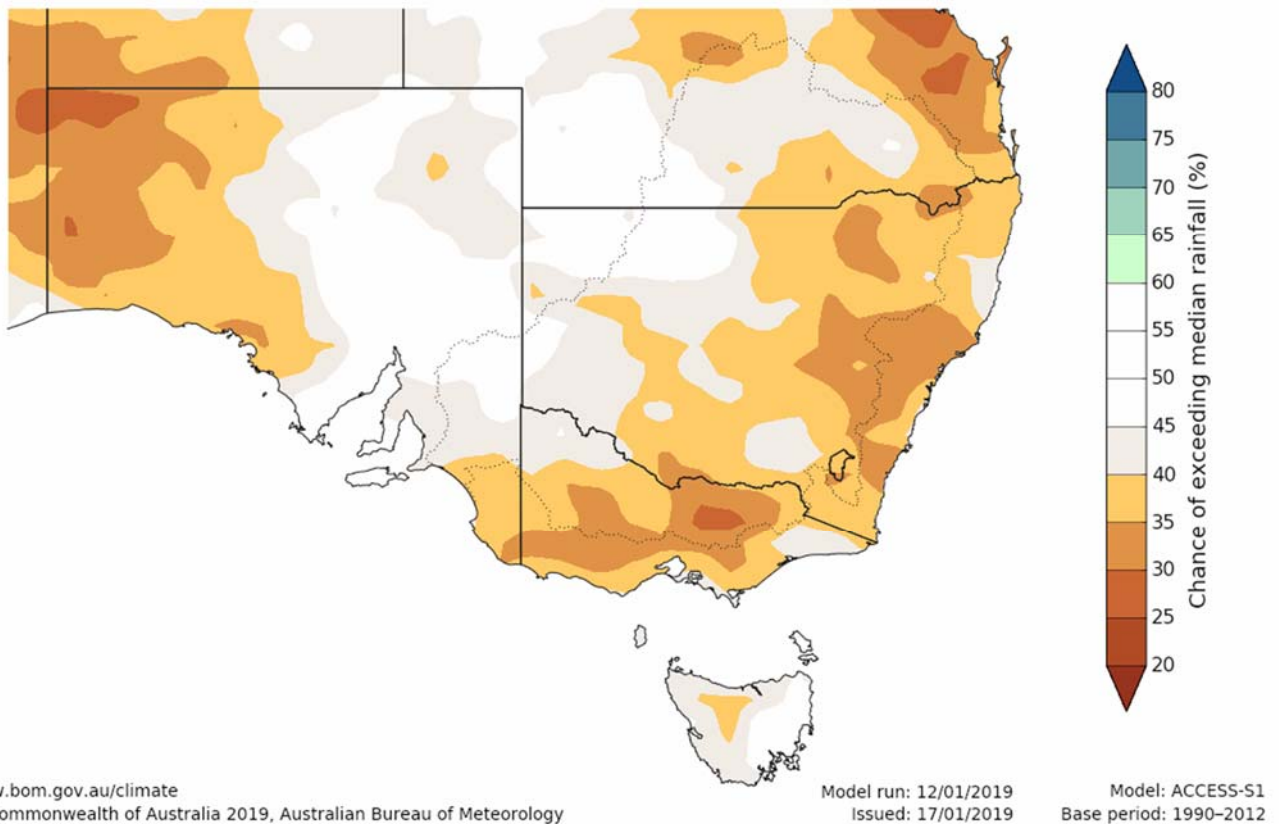 80
75
70
65
60
55
50
45
40
35
30
25
20
Chance of exceeding median rainfall (%)
w.bom.gov.au/climate
ommonwealth of Australia 2019, Australian Bureau of Meteorology
Model run: 12/01/2019
Issued: 17/01/2019
Model: ACCESS-S1
Base period: 1990–2012